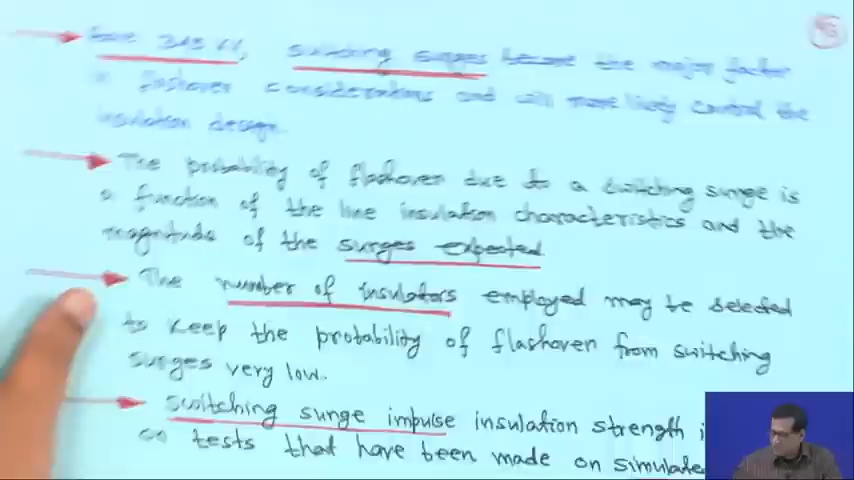 345 kV, switching surges become the major factor
in flashover considerations and will more likely control the
insulation design.
The probability of flashover due to a switching surge is
a function of the line insulation characteristics and the
magnitude of the surges expected.
The number of insulators employed may be selected
to keep the probability of flashover from switching
surges very low.
switching surge impulse insulation strength
on tests that have been made on simulate